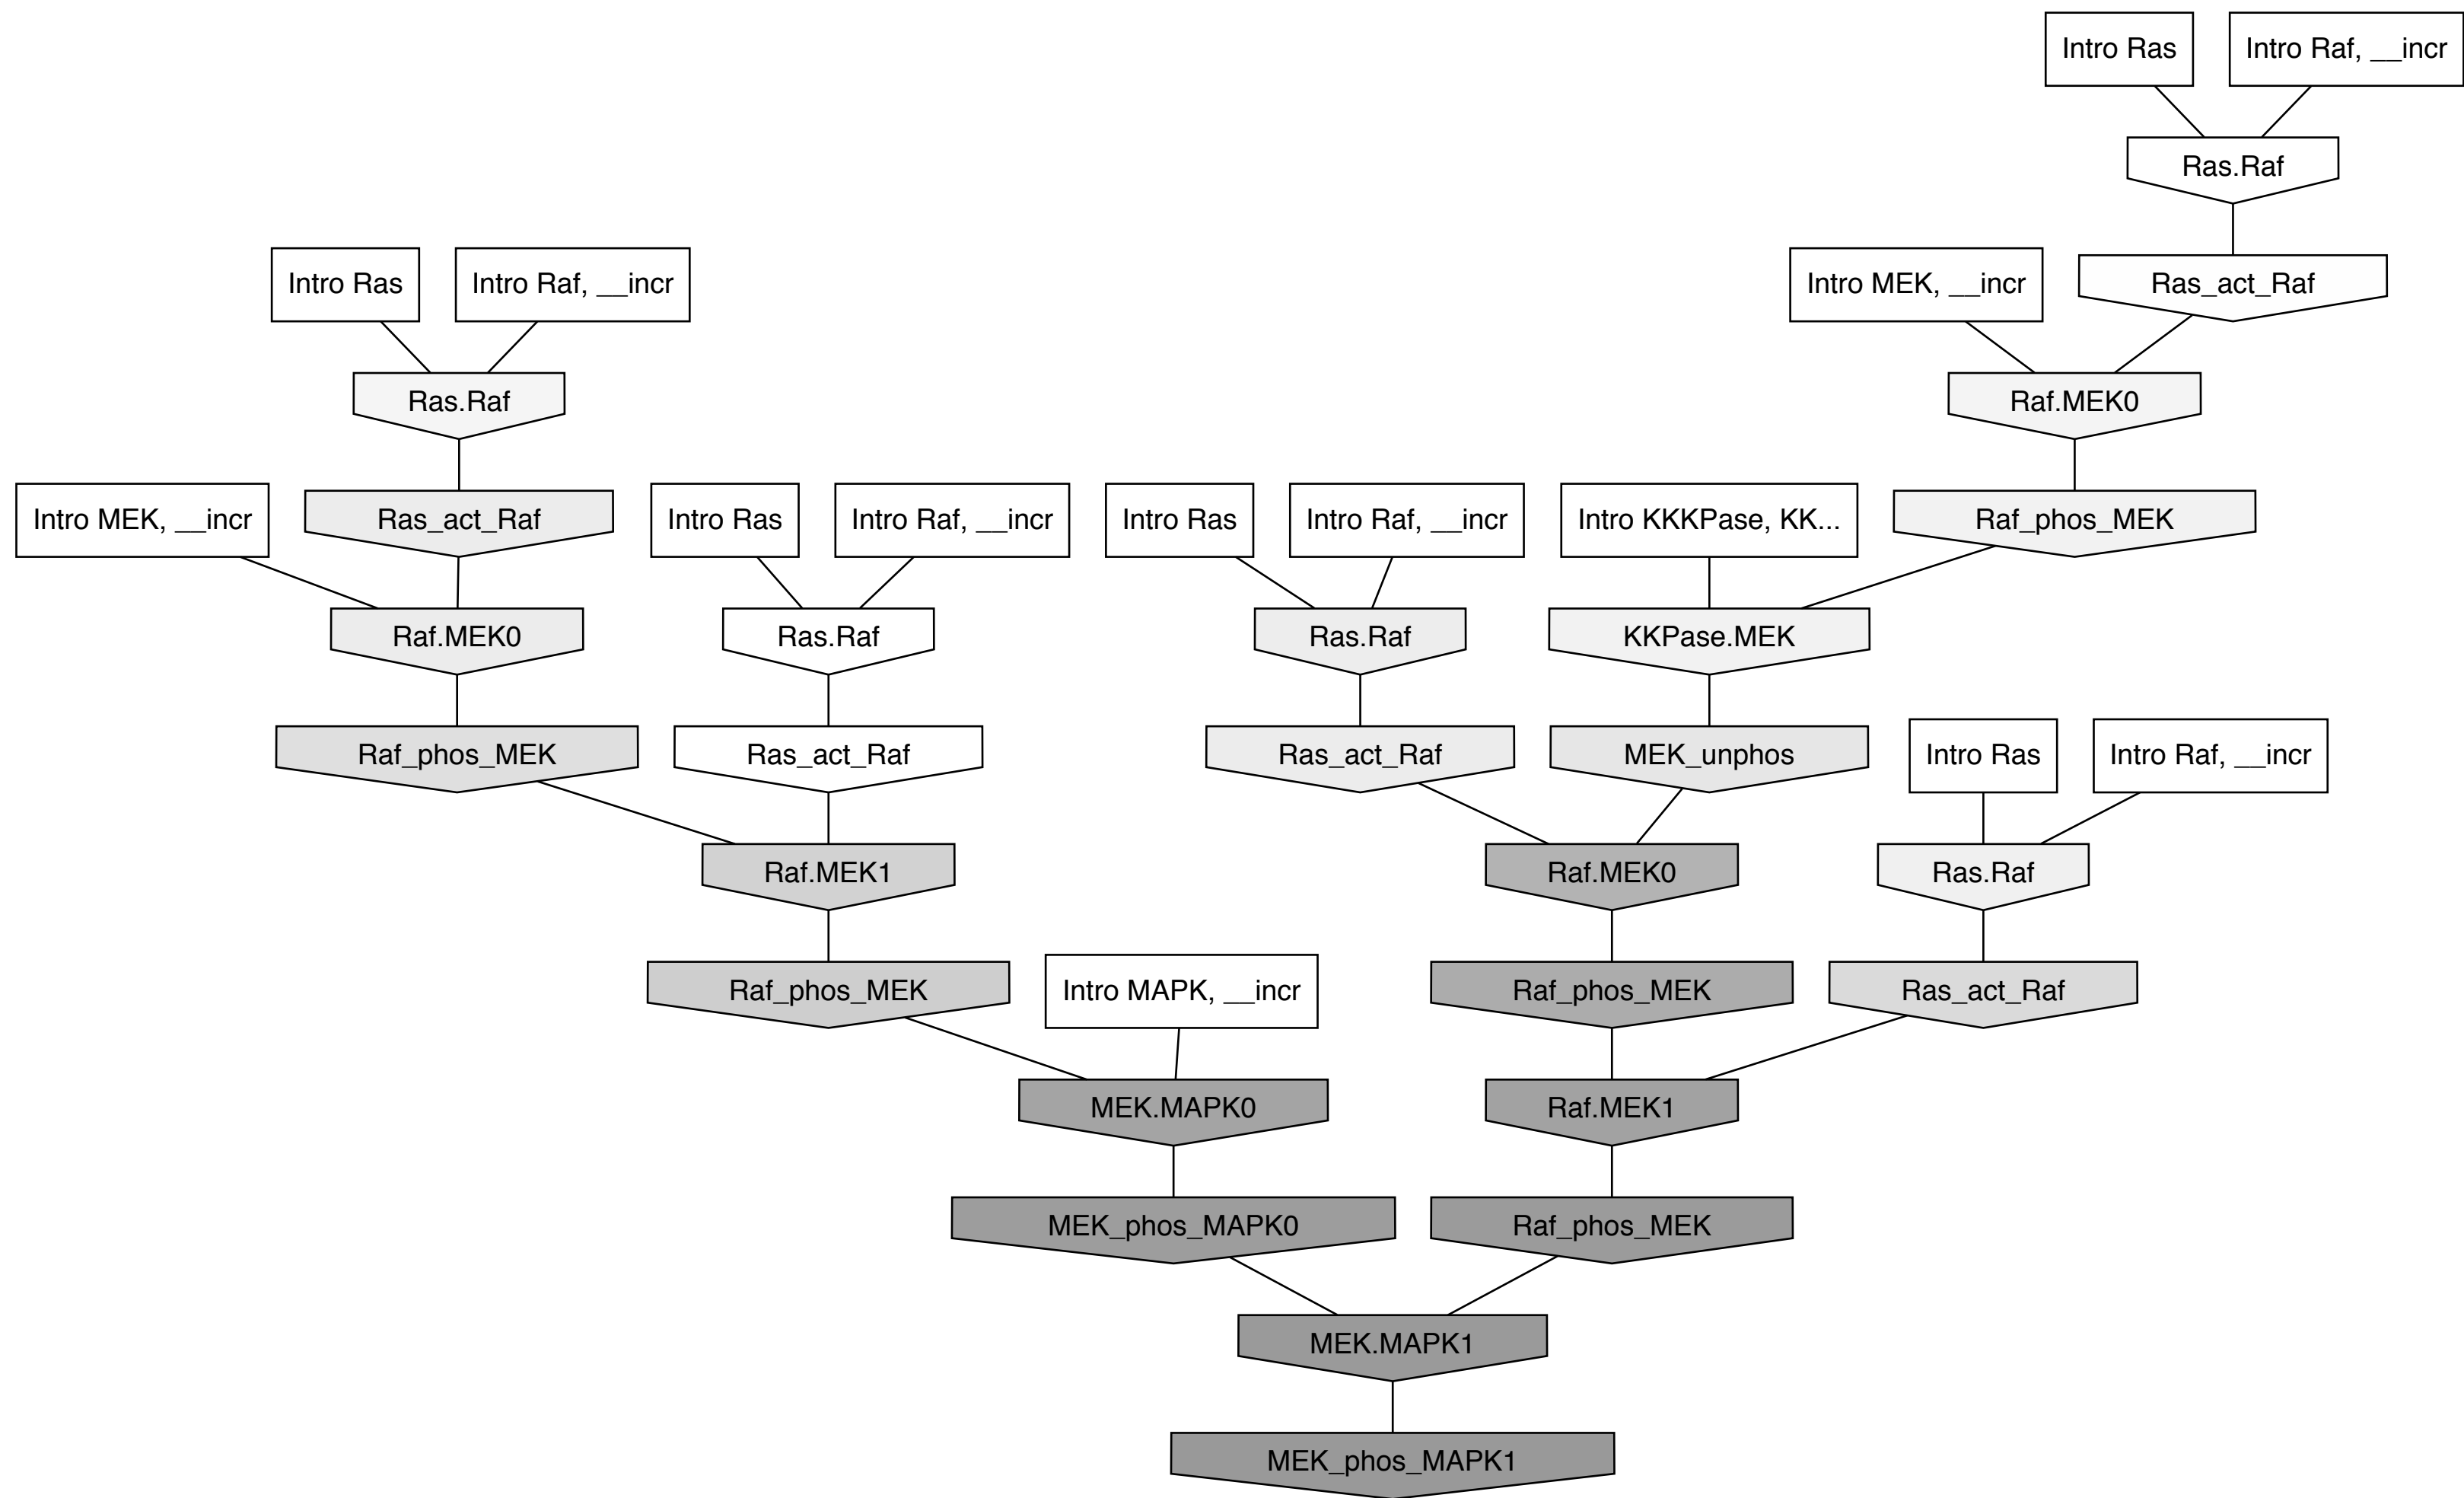 Intro Ras
Intro Raf, __incr
Ras.Raf
Intro Ras
Intro Raf, __incr
Intro MEK, __incr
Ras_act_Raf
Ras.Raf
Raf.MEK0
Intro MEK, __incr
Ras_act_Raf
Intro Ras
Intro Raf, __incr
Intro Ras
Intro Raf, __incr
Intro KKKPase, KK...
Raf_phos_MEK
Raf.MEK0
Ras.Raf
Ras.Raf
KKPase.MEK
Raf_phos_MEK
Ras_act_Raf
Ras_act_Raf
MEK_unphos
Intro Ras
Intro Raf, __incr
Raf.MEK1
Raf.MEK0
Ras.Raf
Raf_phos_MEK
Intro MAPK, __incr
Raf_phos_MEK
Ras_act_Raf
MEK.MAPK0
Raf.MEK1
MEK_phos_MAPK0
Raf_phos_MEK
MEK.MAPK1
MEK_phos_MAPK1